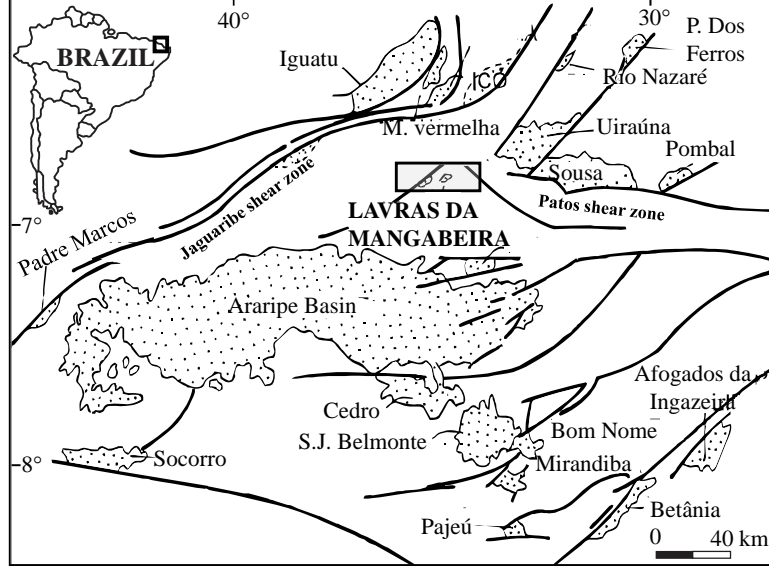 40°
30°
BRAZIL
P. Dos
Ferros
Iguatu
Rio Nazaré
ICÓ
M. vermelha
Uiraúna
Pombal
Sousa
Jaguaribe shear zone
Patos shear zone
7°
LAVRAS DA
MANGABEIRA
Padre Marcos
Araripe Basin
Afogados da
Ingazeira
Cedro
S.J. Belmonte
Bom Nome
Socorro
8°
Mirandiba
Pajeú
Betânia
0 40 km